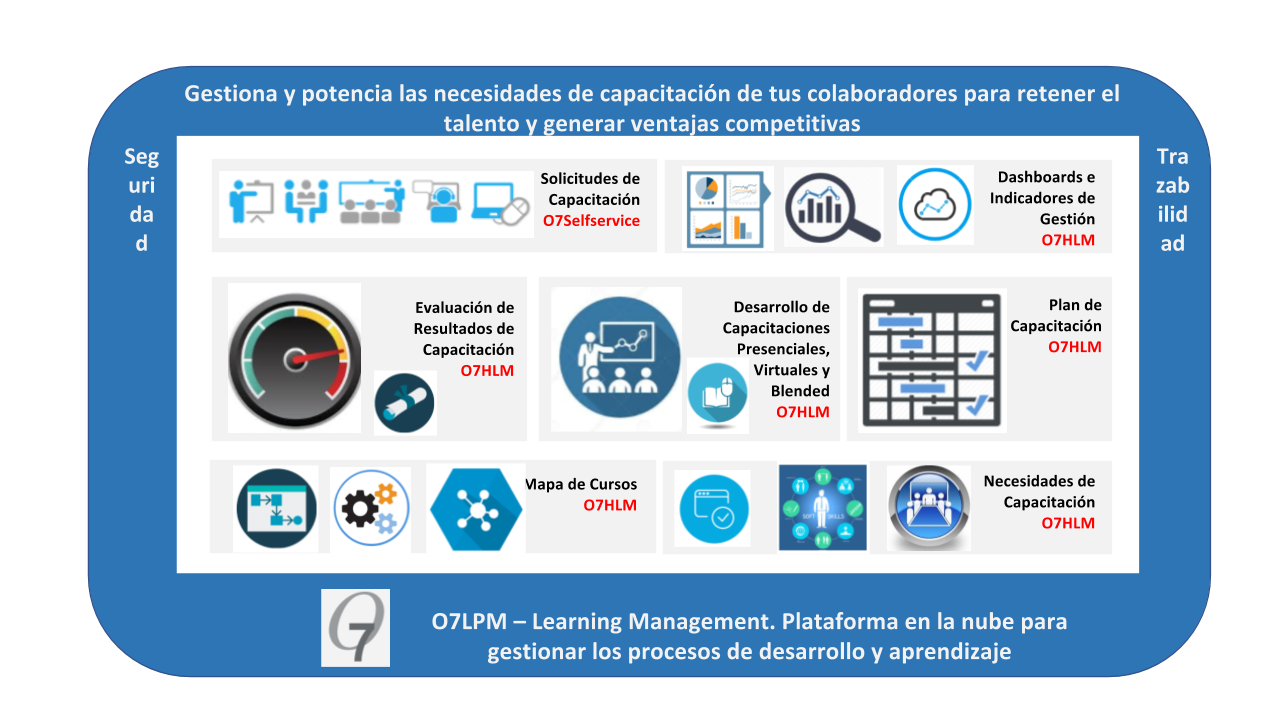 Gestiona y potencia las necesidades de capacitación de tus colaboradores para retener el
talento y generar ventajas competitivas
Seg
uri
da
d
Tra
zab
ilid
ad
Solicitudes de
Capacitación
O7Selfservice
Dashboards e
Indicadores de
Gestión
O7HLM
Evaluación de
Resultados de
Capacitación
O7HLM
Desarrollo de
Capacitaciones
Presenciales,
Virtuales y
Blended
O7HLM
Plan de
Capacitación
O7HLM
Mapa de Cursos
O7HLM
SOFT SKILLS
Necesidades de
Capacitación
O7HLM
O7
O7LPM – Learning Management. Plataforma en la nube para
gestionar los procesos de desarrollo y aprendizaje